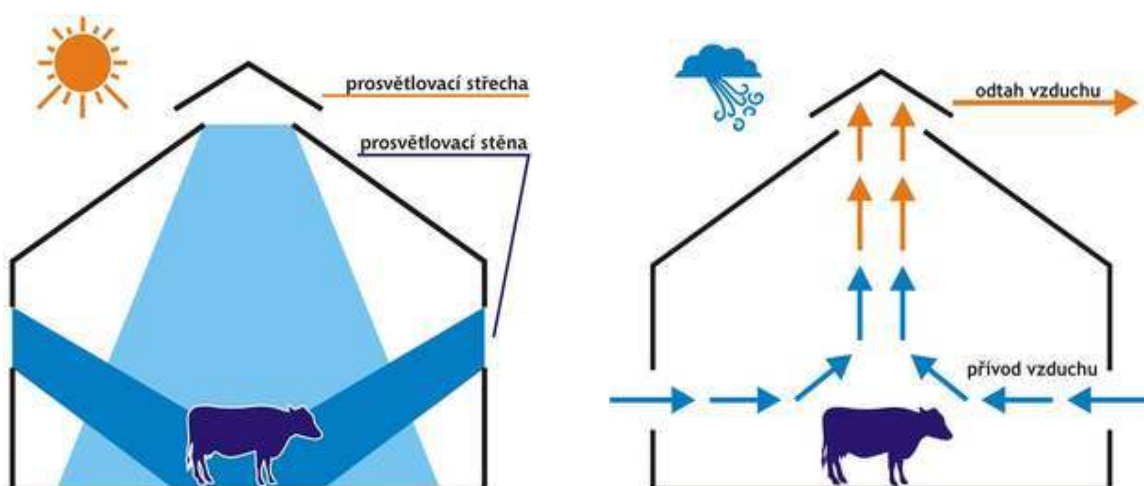 prosvětlovací střecha
prosvětlovací stěna
odtah vzduchu
přívod vzduchu